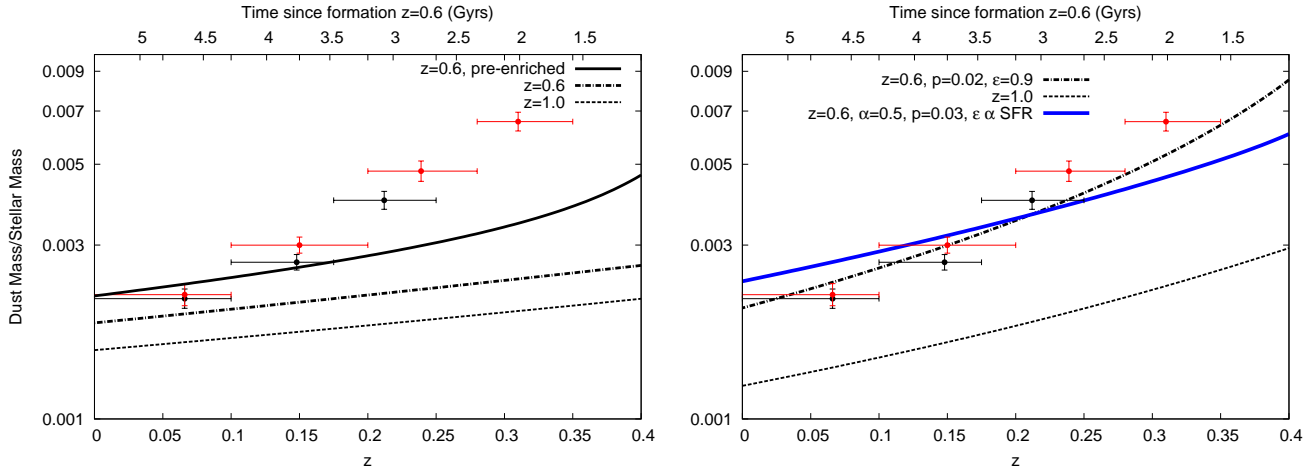 Time since formation z=0.6 (Gyrs)
5 4.5 4 3.5 3 2.5 2 1.5
0.009
0.007
0.005
0.003
0.001
Dust Mass/Stellar Mass
z=0.6, pre-enriched
z=0.6
z=1.0
0 0.05 0.1 0.15 0.2 0.25 0.3 0.35 0.4
z
Time since formation z=0.6 (Gyrs)
5 4.5 4 3.5 3 2.5 2 1.5
0.009
0.007
0.005
0.003
0.001
z=0.6, p=0.02, ε=0.9
z=1.0
z=0.6, α=0.5, p=0.03, ε α SFR
0 0.05 0.1 0.15 0.2 0.25 0.3 0.35 0.4
z